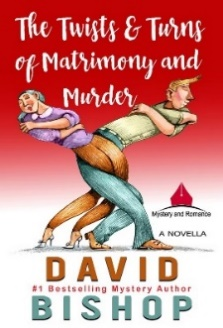 The Twists & Turns
of Matrimony and
Murder
Mystery and Romance
A NOVELLA
DAVID
#1 Bestselling Mystery Author
BISHOP